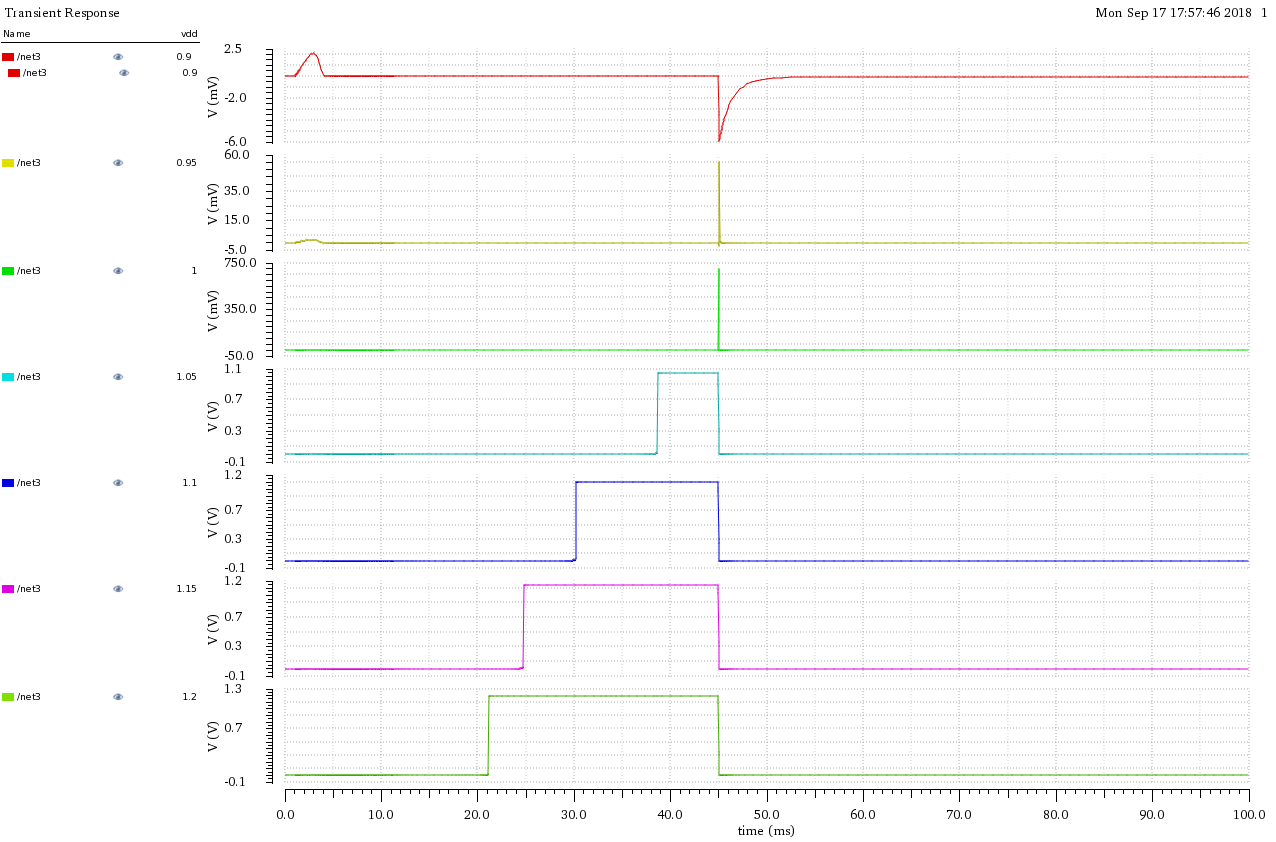 Transient Response Mon Sep 17 17:57:46 2018 1
Name vdd
/net3 0.9
/net3 0.9
2.5
-2.0
-6.0
V (mV)
/net3 0.95
60.0
35.0
15.0
-5.0
V (mV)
/net3 1
750.0
350.0
-50.0
V (mV)
/net3 1.05
1.1
0.7
0.3
-0.1
V (V)
/net3 1.1
1.2
0.7
0.3
-0.1
V (V)
/net3 1.15
1.2
0.7
0.3
-0.1
V (V)
/net3 1.2
1.3
0.7
-0.1
V (V)
0.0 10.0 20.0 30.0 40.0 50.0 60.0 70.0 80.0 90.0 100.0
time (ms)